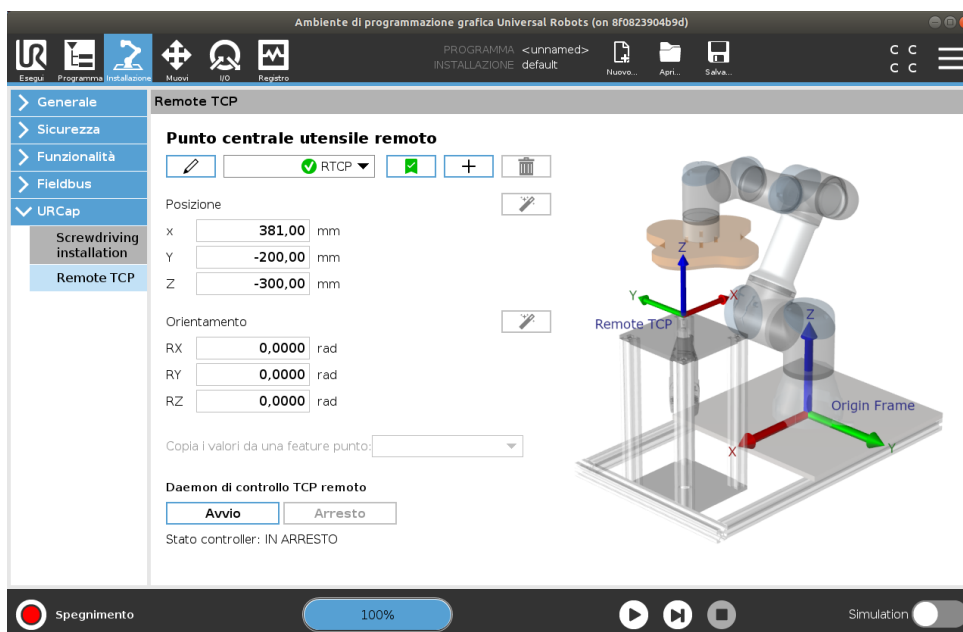 Ambiente di programmazione grafica Universal Robots (on 8f0823904b9d)
UR
Esegui Programma Installazione Muovi I/O Registro
PROGRAMMA <unnamed>
INSTALLAZIONE default
Nuovo... Apri... Salva...
C C
C C
Generale
Sicurezza
Funzionalità
Fieldbus
URCap
Screwdriving
installation
Remote TCP
Remote TCP
Punto centrale utensile remoto
RTCP
Posizione
x 381,00 mm
Y -200,00 mm
Z -300,00 mm
Orientamento
RX 0,0000 rad
RY 0,0000 rad
RZ 0,0000 rad
Copia i valori da una feature punto:
Daemon di controllo TCP remoto
Avvio Arresto
Stato controller: IN ARRESTO
Z
Y X
Remote TCP
Z
Origin Frame
X Y
Spegnimento
100%
Simulation